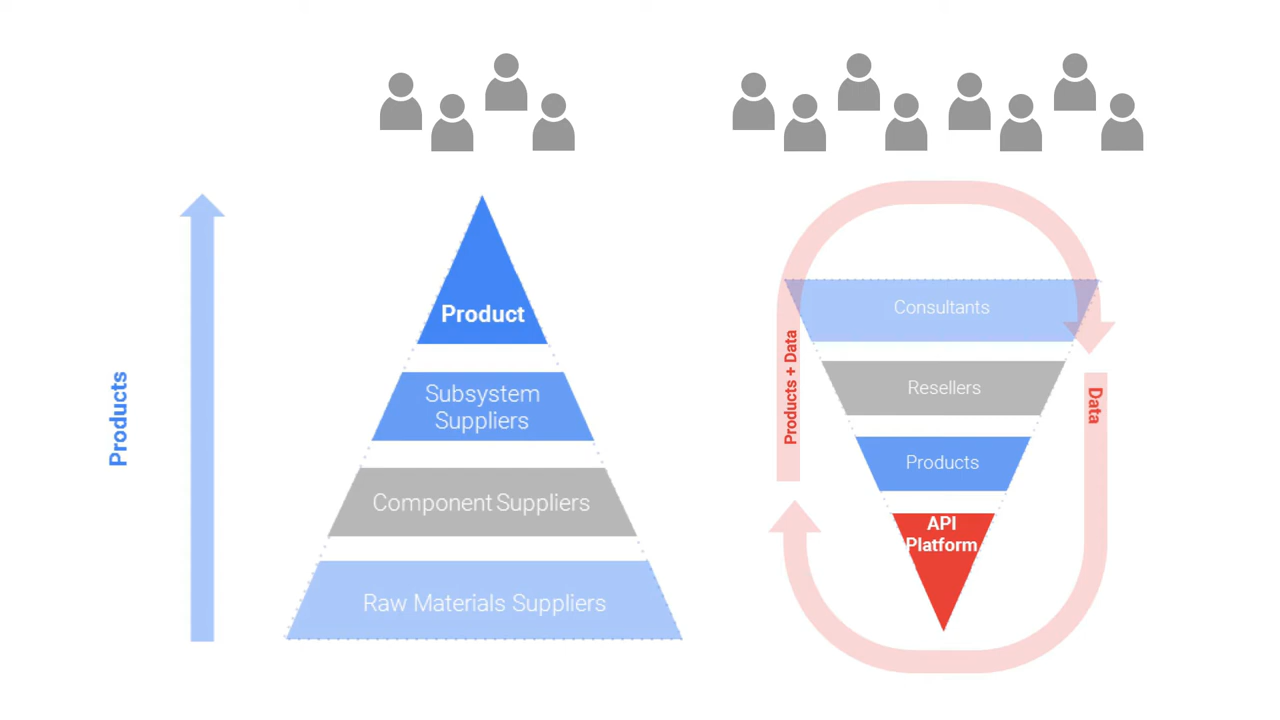 Products
Product
Subsystem
Suppliers
Component Suppliers
Raw Materials Suppliers
Products + Data
Consultants
Resellers
Products
API
Platform
Data